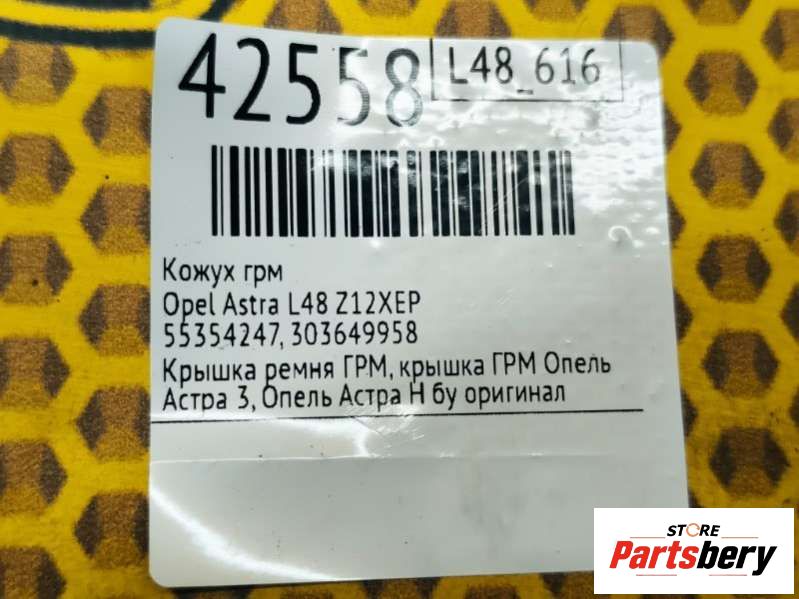 42558
L48_616
Кожух грм
Opel Astra L48 Z12XEP
55354247, 303649958
Крышка ремня ГРМ, крышка ГРМ Опель
Астра 3, Опель Астра Н бу оригинал
STORE
Partsbery